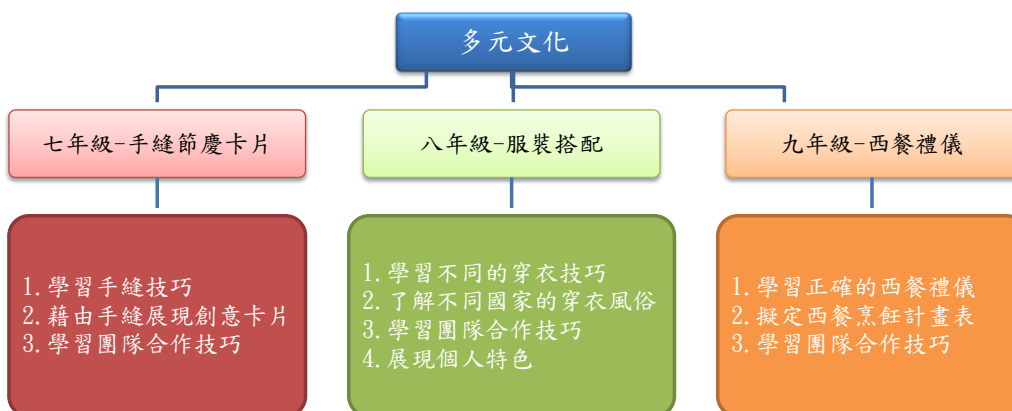 多元文化
七年級-手縫節慶卡片
八年級-服裝搭配
九年級-西餐禮儀
1.學習手縫技巧
2.藉由手縫展現創意卡片
3.學習團隊合作技巧
1.學習不同的穿衣技巧
2.了解不同國家的穿衣風俗
3.學習團隊合作技巧
4.展現個人特色
1.學習正確的西餐禮儀
2.擬定西餐烹飪計畫表
3.學習團隊合作技巧